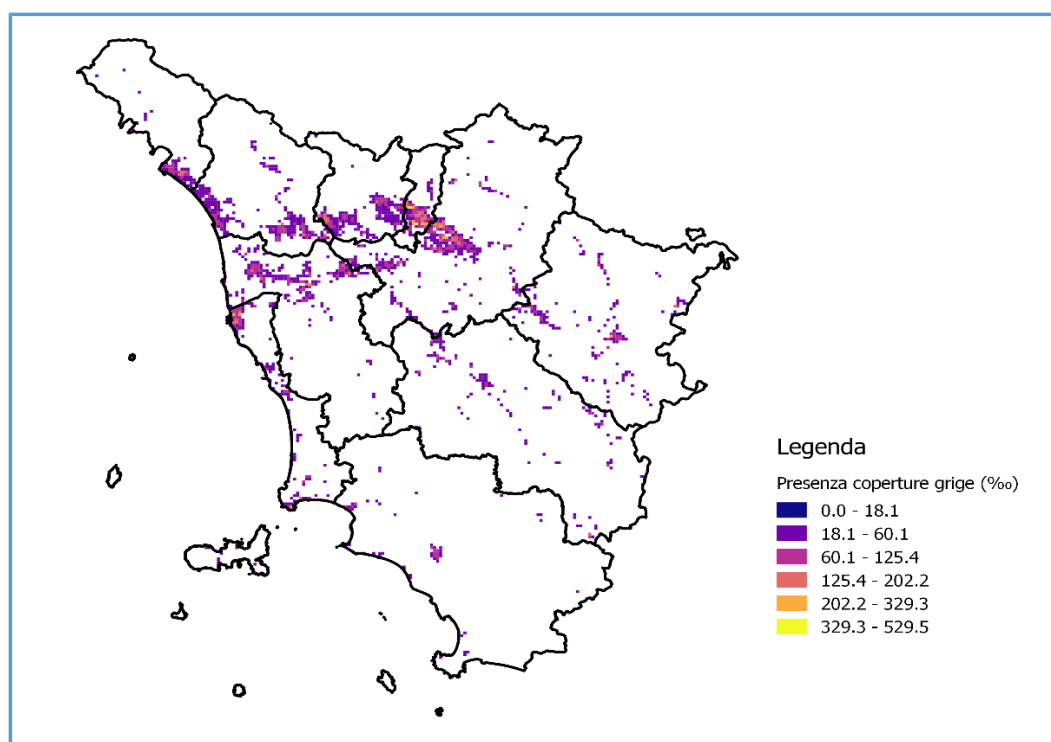 Legenda
Presenza coperture grige (‰)
0.0 - 18.1
18.1 - 60.1
60.1 - 125.4
125.4 - 202.2
202.2 - 329.3
329.3 - 529.5